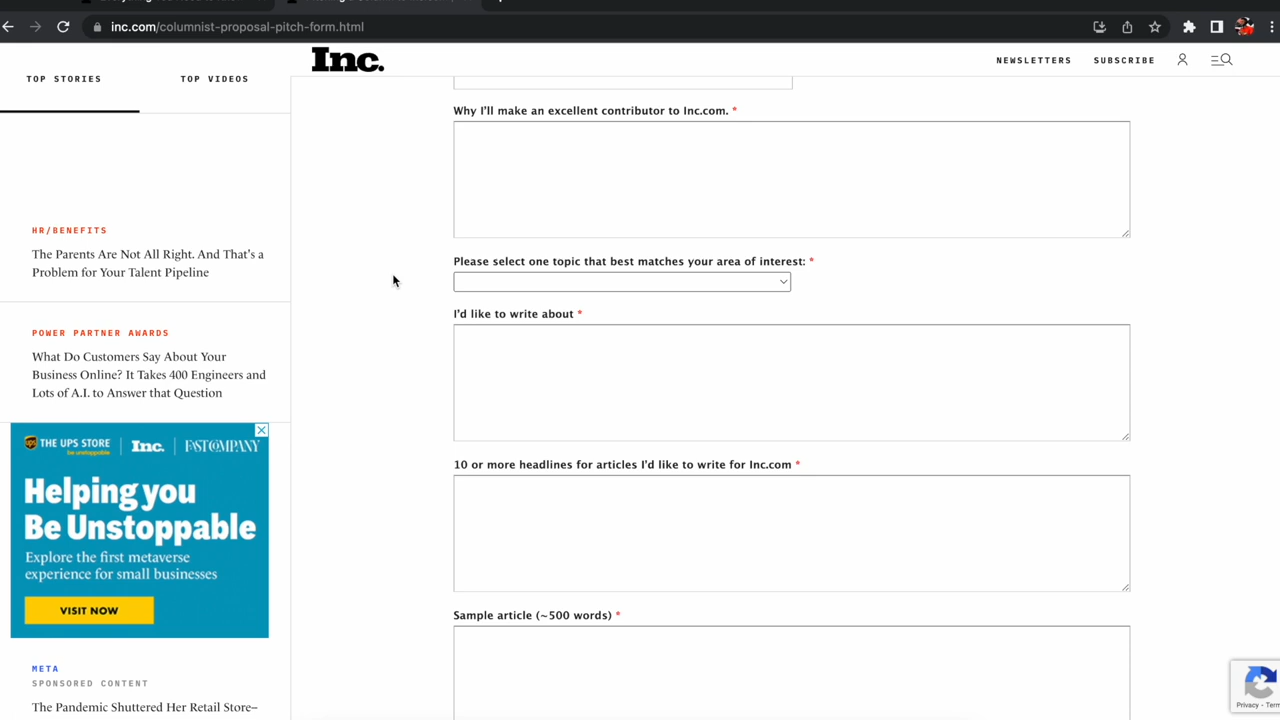 inc.com/columnist-proposal-pitch-form.html
TOP STORIES
TOP VIDEOS
Inc.
NEWSLETTERS
SUBSCRIBE
Why I'll make an excellent contributor to Inc.com. *
Please select one topic that best matches your area of interest: *
I'd like to write about *
10 or more headlines for articles I'd like to write for Inc.com *
Sample article (~500 words) *
HR/BENEFITS
The Parents Are Not All Right. And That's a
Problem for Your Talent Pipeline
POWER PARTNER AWARDS
What Do Customers Say About Your
Business Online? It Takes 400 Engineers and
Lots of A.I. to Answer that Question
THE UPS STORE
be unstoppable
Inc.
FAST COMPANY
Helping you
Be Unstoppable
Explore the first metaverse
experience for small businesses
VISIT NOW
META
SPONSORED CONTENT
The Pandemic Shuttered Her Retail Store–
Privacy - Term